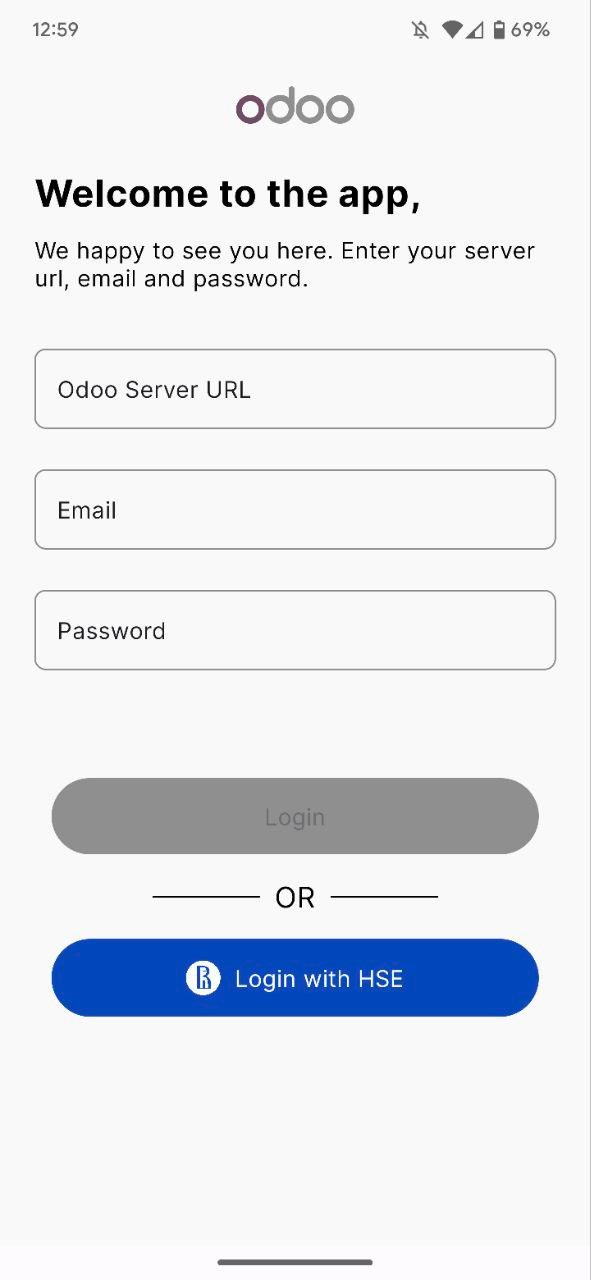 12:59
69%
odoo
Welcome to the app,
We happy to see you here. Enter your server
url, email and password.
Odoo Server URL
Email
Password
Login
OR
Login with HSE